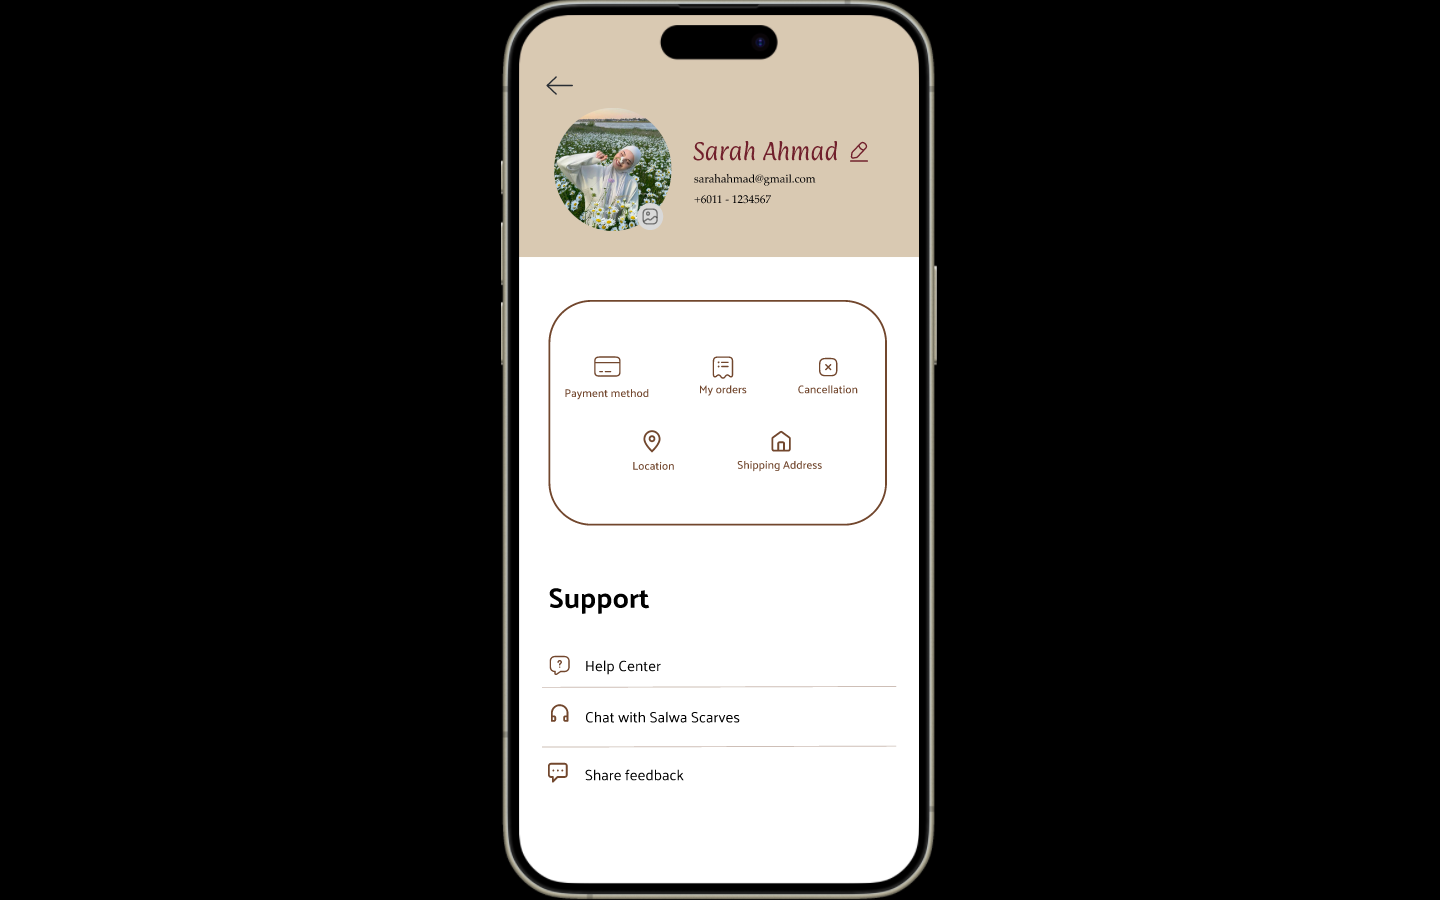 Sarah Ahmad
sarahahmad@gmail.com
+6011 - 1234567
Payment method
My orders
Cancellation
Location
Shipping Address
Support
Help Center
Chat with Salwa Scarves
Share feedback